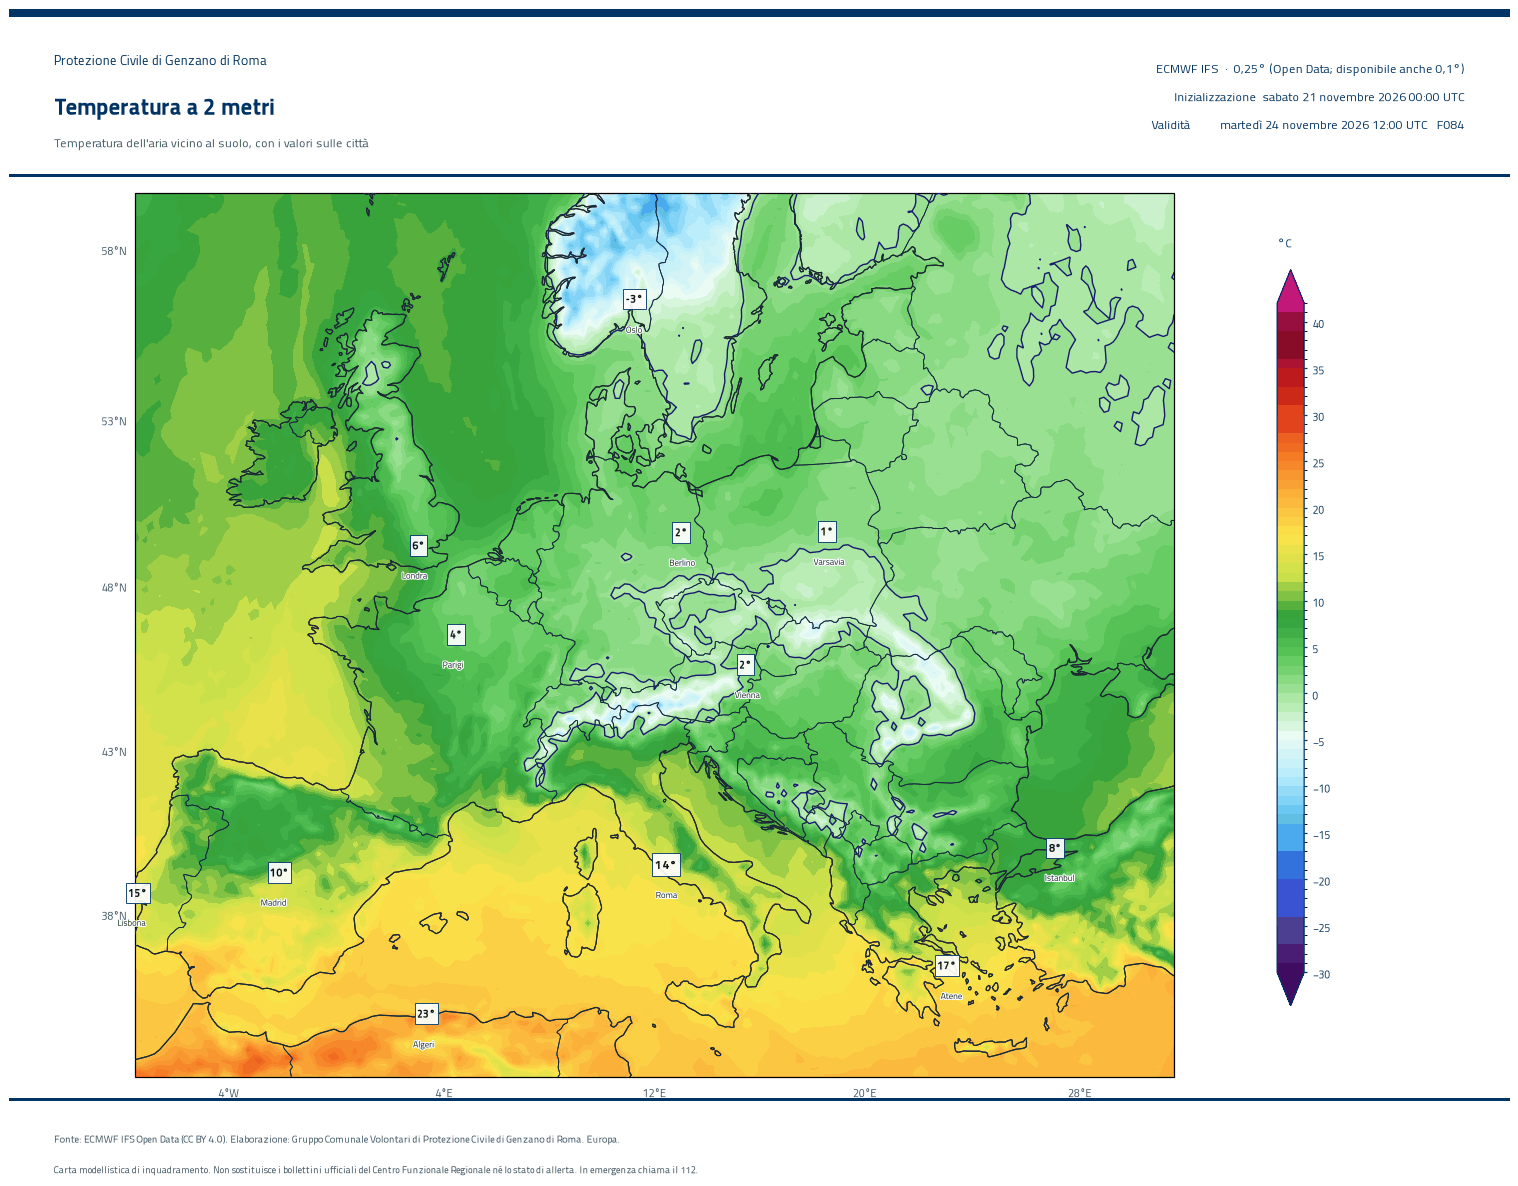 Protezione Civile di Genzano di Roma
Temperatura a 2 metri
Temperatura dell'aria vicino al suolo, con i valori sulle città
ECMWF IFS · 0,25° (Open Data; disponibile anche 0,1°)
Inizializzazione sabato 21 novembre 2026 00:00 UTC
Validità martedì 24 novembre 2026 12:00 UTC F084
58°N
53°N
48°N
43°N
38°N
-3°
Oslo
6°
Londra
2°
Berlino
1°
Varsavia
4°
Parigi
2°
Vienna
15°
Lisbona
10°
Madrid
14°
Roma
8°
Istanbul
17°
Atene
23°
Algeri
4°W
4°E
12°E
20°E
28°E
°C
40
35
30
25
20
15
10
5
0
−5
−10
−15
−20
−25
−30
Fonte: ECMWF IFS Open Data (CC BY 4.0). Elaborazione: Gruppo Comunale Volontari di Protezione Civile di Genzano di Roma. Europa.
Carta modellistica di inquadramento. Non sostituisce i bollettini ufficiali del Centro Funzionale Regionale né lo stato di allerta. In emergenza chiama il 112.